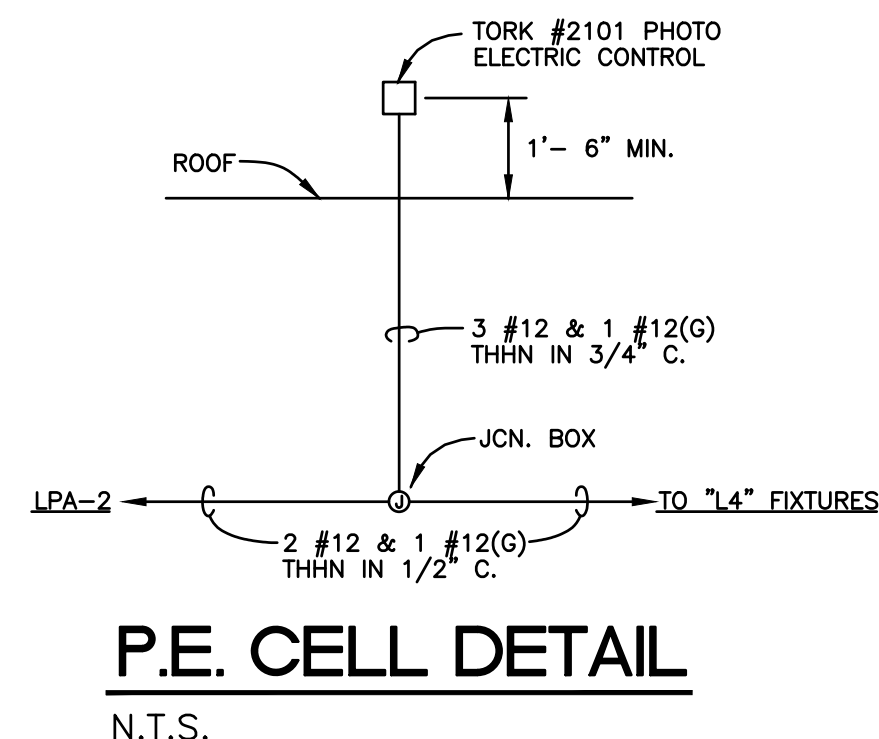 TORK #2101 PHOTO
ELECTRIC CONTROL
1'- 6" MIN.
ROOF
3 #12 & 1 #12(G)
THHN IN 3/4" C.
JCN. BOX
LPA-2
J
TO "L4" FIXTURES
2 #12 & 1 #12(G)
THHN IN 1/2" C.
P.E. CELL DETAIL
N.T.S.